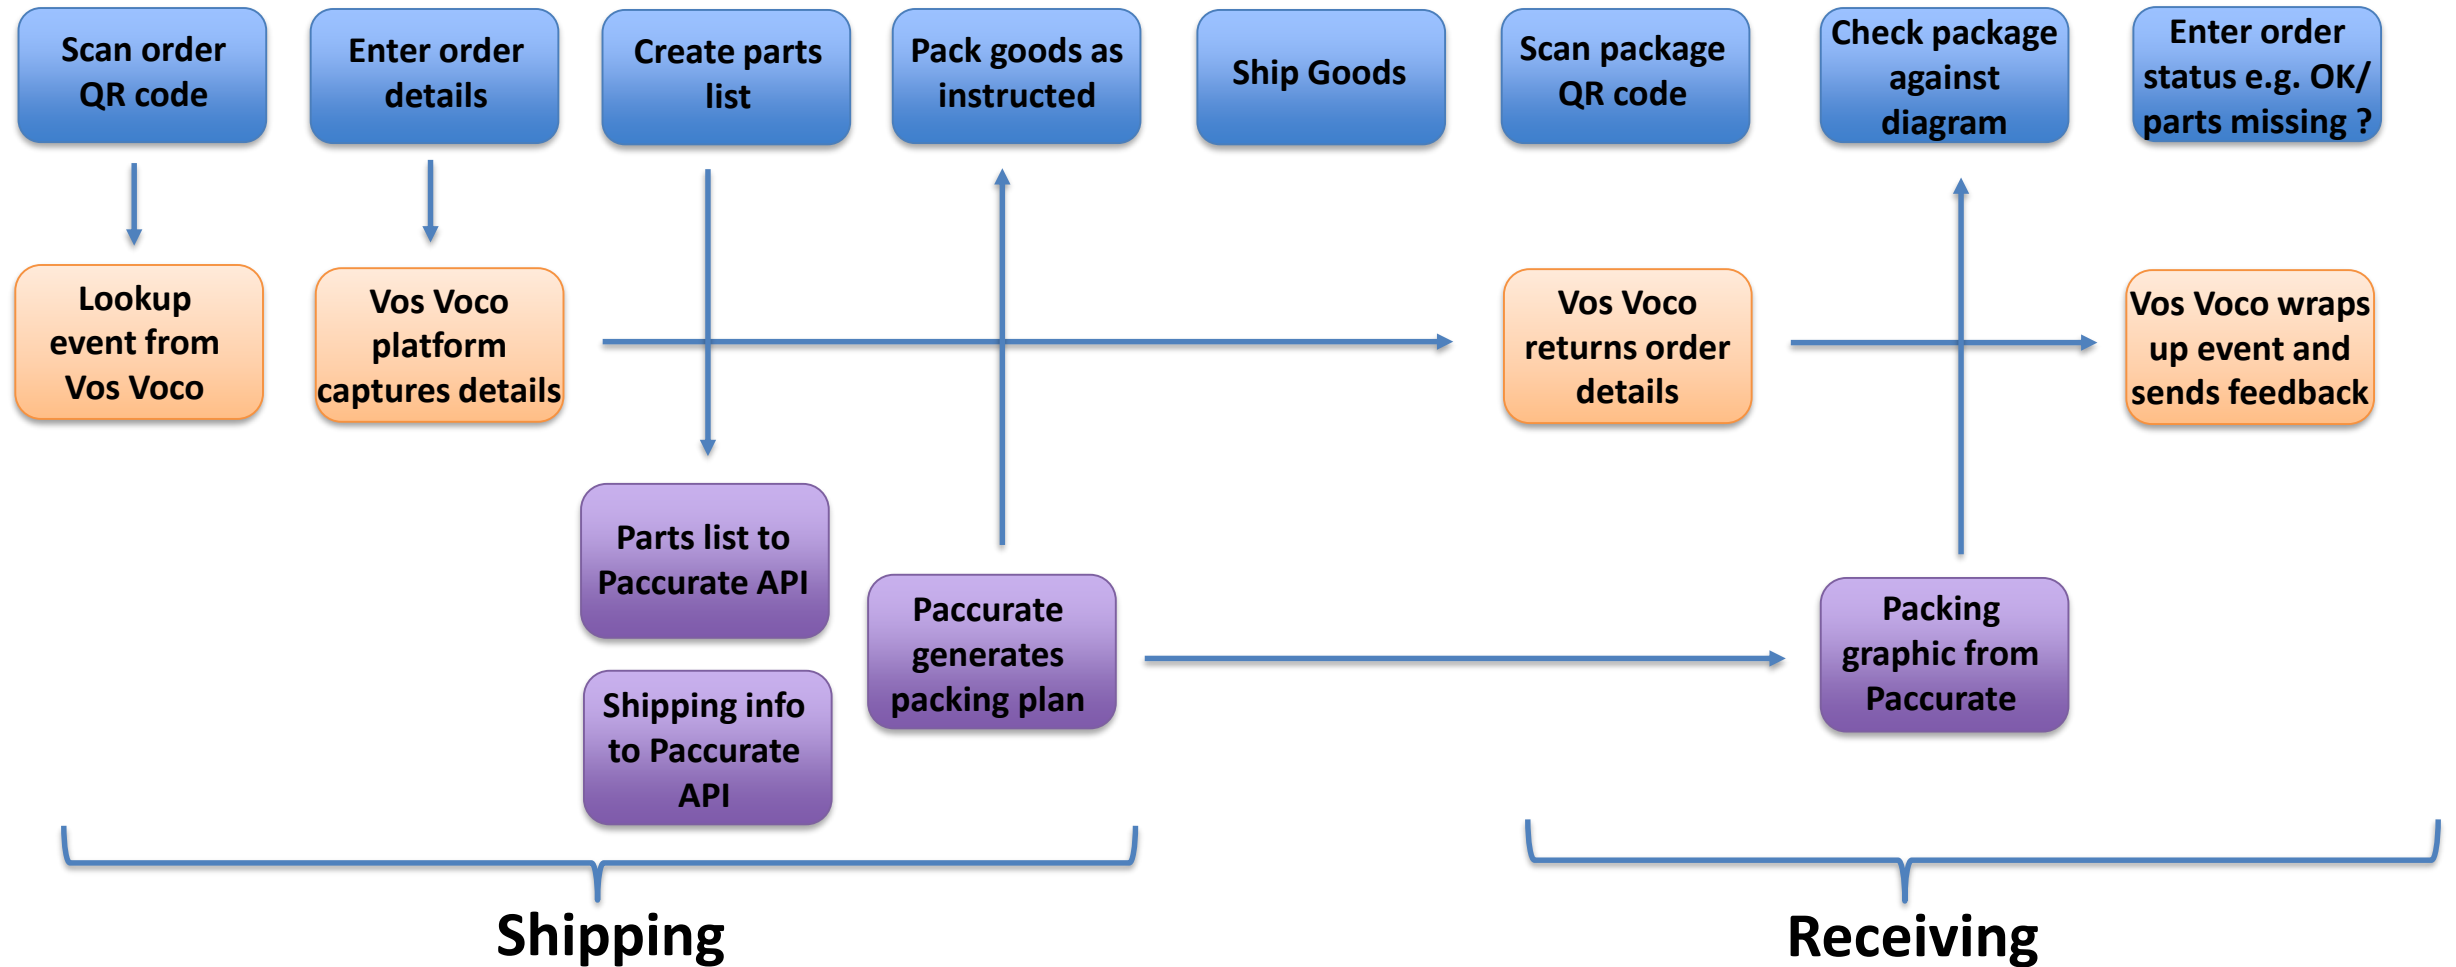 Scan order
QR code
Enter order
details
Create parts
list
Pack goods as
instructed
Ship Goods
Scan package
QR code
Check package
against
diagram
Enter order
status e.g. OK/
parts missing ?
Lookup
event from
Vos Voco
Vos Voco
platform
captures details
Vos Voco
returns order
details
Vos Voco wraps
up event and
sends feedback
Parts list to
Paccurate API
Shipping info
to Paccurate
API
Paccurate
generates
packing plan
Packing
graphic from
Paccurate
Shipping
Receiving